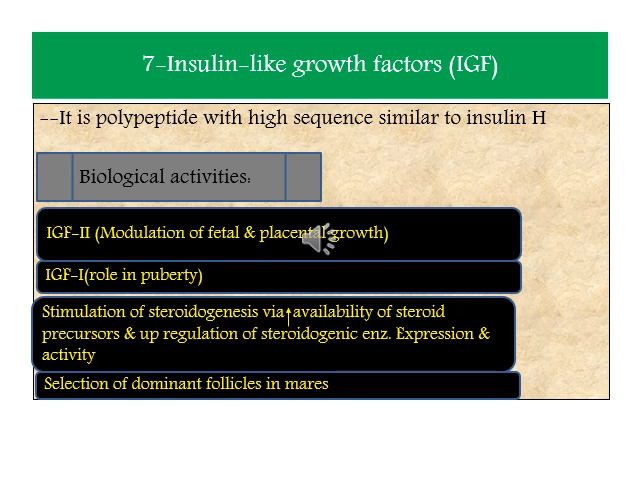 7-Insulin-like growth factors (IGF)
--It is polypeptide with high sequence similar to insulin H
Biological activities:
IGF-II (Modulation of fetal & placental growth)
IGF-I(role in puberty)
Stimulation of steroidogenesis via↑availability of steroid
precursors & up regulation of steroidogenic enz. Expression &
activity
Selection of dominant follicles in mares